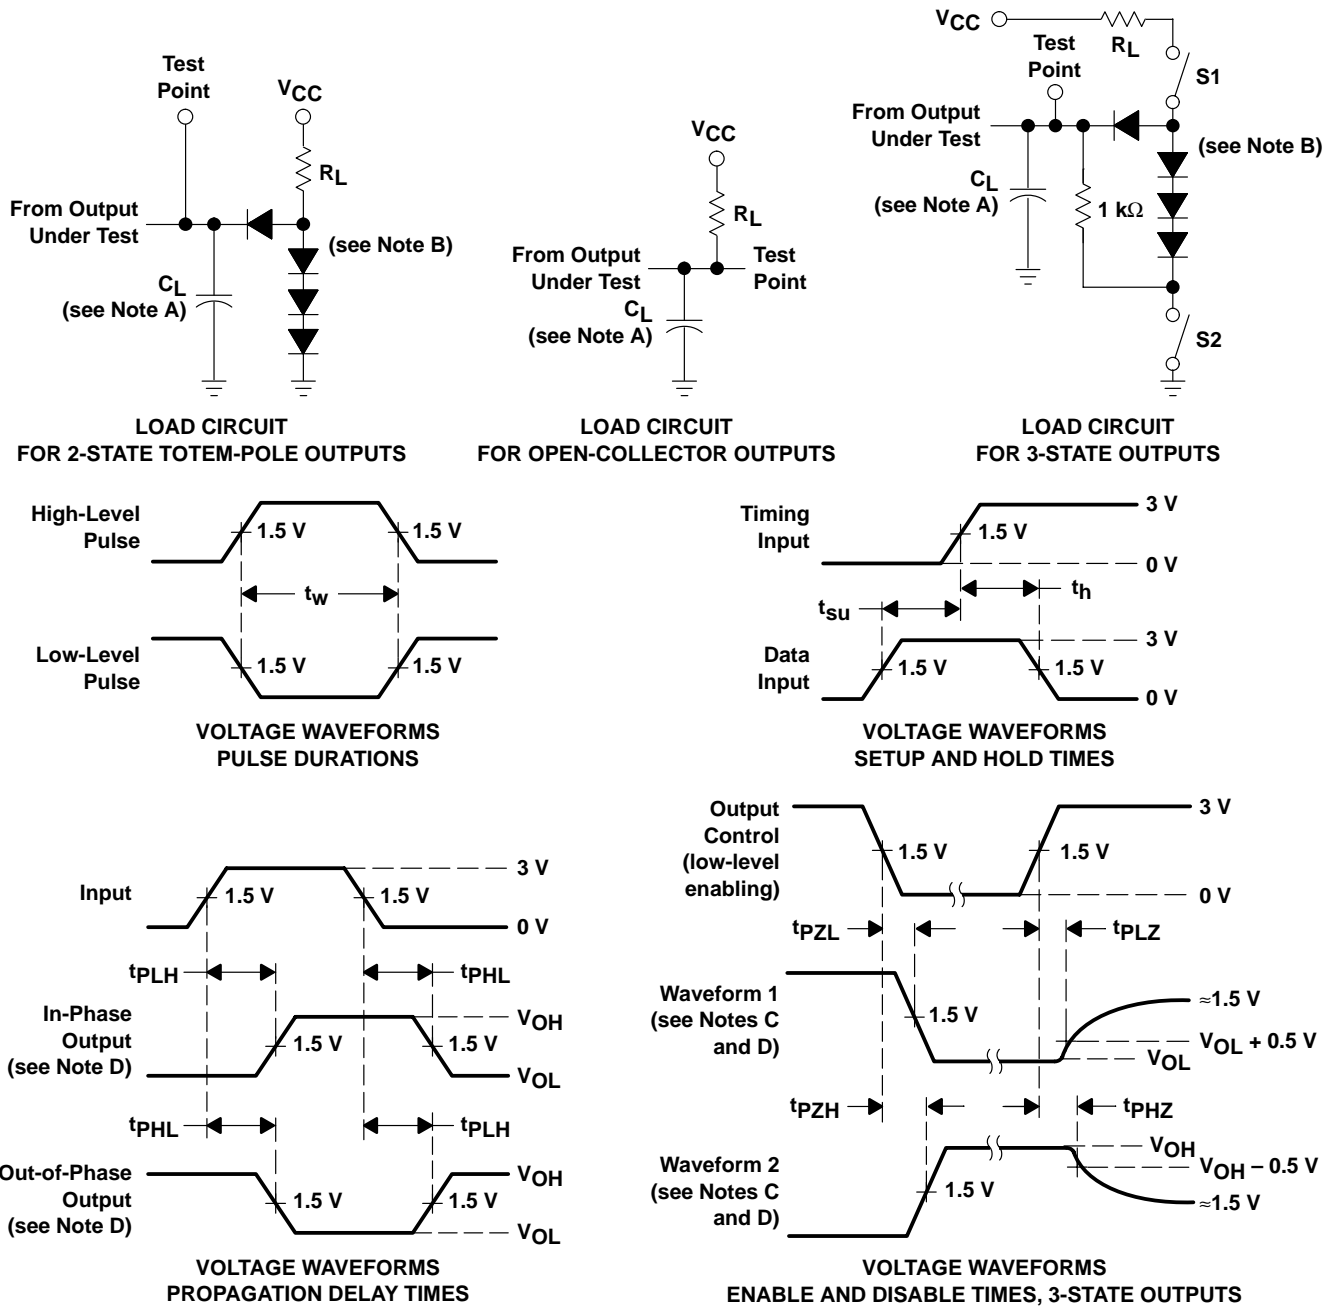 Test
Point
VCC
RL
From Output
Under Test
(see Note B)
CL
(see Note A)
LOAD CIRCUIT
FOR 2-STATE TOTEM-POLE OUTPUTS
VCC
RL
From Output
Under Test
Test
Point
CL
(see Note A)
LOAD CIRCUIT
FOR OPEN-COLLECTOR OUTPUTS
VCC
RL
Test
Point
S1
From Output
Under Test
(see Note B)
CL
(see Note A)
1 kΩ
S2
LOAD CIRCUIT
FOR 3-STATE OUTPUTS
High-Level
Pulse
1.5 V
1.5 V
tw
Low-Level
Pulse
1.5 V
1.5 V
VOLTAGE WAVEFORMS
PULSE DURATIONS
Timing
Input
1.5 V
3 V
0 V
th
tsu
Data
Input
1.5 V
1.5 V
3 V
0 V
VOLTAGE WAVEFORMS
SETUP AND HOLD TIMES
Input
1.5 V
1.5 V
3 V
0 V
tPLH
tPHL
In-Phase
Output
(see Note D)
1.5 V
1.5 V
VOH
VOL
tPHL
tPLH
Out-of-Phase
Output
(see Note D)
1.5 V
1.5 V
VOH
VOL
VOLTAGE WAVEFORMS
PROPAGATION DELAY TIMES
Output
Control
(low-level
enabling)
1.5 V
1.5 V
3 V
0 V
tPZL
tPLZ
Waveform 1
(see Notes C
and D)
1.5 V
≈1.5 V
VOL + 0.5 V
VOL
tPZH
tPHZ
Waveform 2
(see Notes C
and D)
1.5 V
VOH
VOH – 0.5 V
≈1.5 V
VOLTAGE WAVEFORMS
ENABLE AND DISABLE TIMES, 3-STATE OUTPUTS